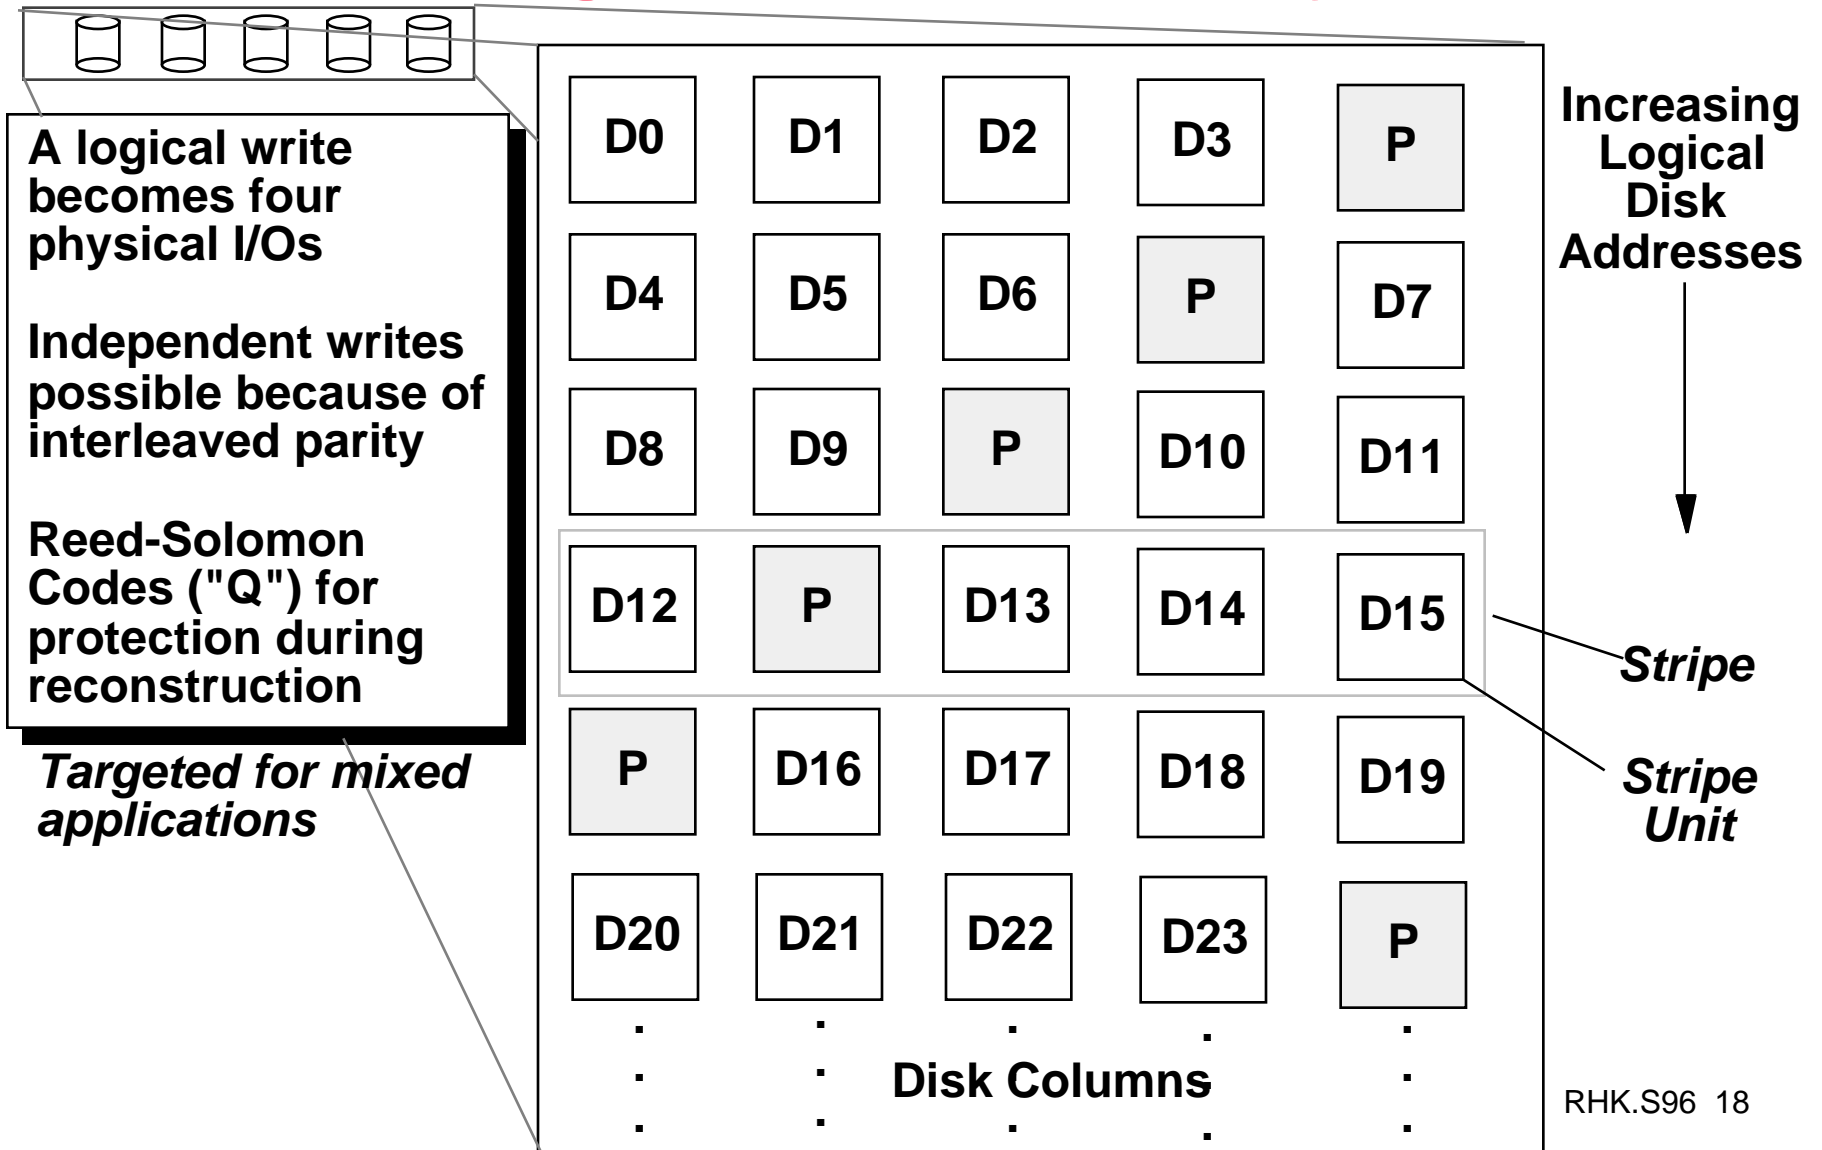 A logical write
becomes four
physical I/Os
Independent writes
possible because of
interleaved parity
Reed-Solomon
Codes ("Q") for
protection during
reconstruction
Targeted for mixed
applications
D0 D1 D2 D3 P
D4 D5 D6 P D7
D8 D9 P D10 D11
D12 P D13 D14 D15
P D16 D17 D18 D19
D20 D21 D22 D23 P
Disk Columns
Increasing
Logical
Disk
Addresses
Stripe
Stripe
Unit
RHK.S96 18